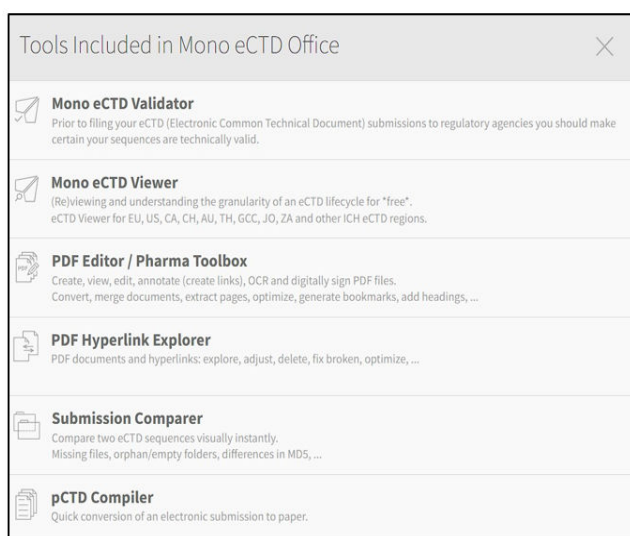 Tools Included in Mono eCTD Office
Mono eCTD Validator
Prior to filing your eCTD (Electronic Common Technical Document) submissions to regulatory agencies you should make
certain your sequences are technically valid.
Mono eCTD Viewer
(Re)viewing and understanding the granularity of an eCTD lifecycle for *free*.
eCTD Viewer for EU, US, CA, CH, AU, TH, GCC, JO, ZA and other ICH eCTD regions.
PDF
PDF Editor / Pharma Toolbox
Create, view, edit, annotate (create links), OCR and digitally sign PDF files.
Convert, merge documents, extract pages, optimize, generate bookmarks, add headings, ...
PDF Hyperlink Explorer
PDF documents and hyperlinks: explore, adjust, delete, fix broken, optimize, ...
Submission Comparer
Compare two eCTD sequences visually instantly.
Missing files, orphan/empty folders, differences in MD5, ...
pCTD Compiler
Quick conversion of an electronic submission to paper.